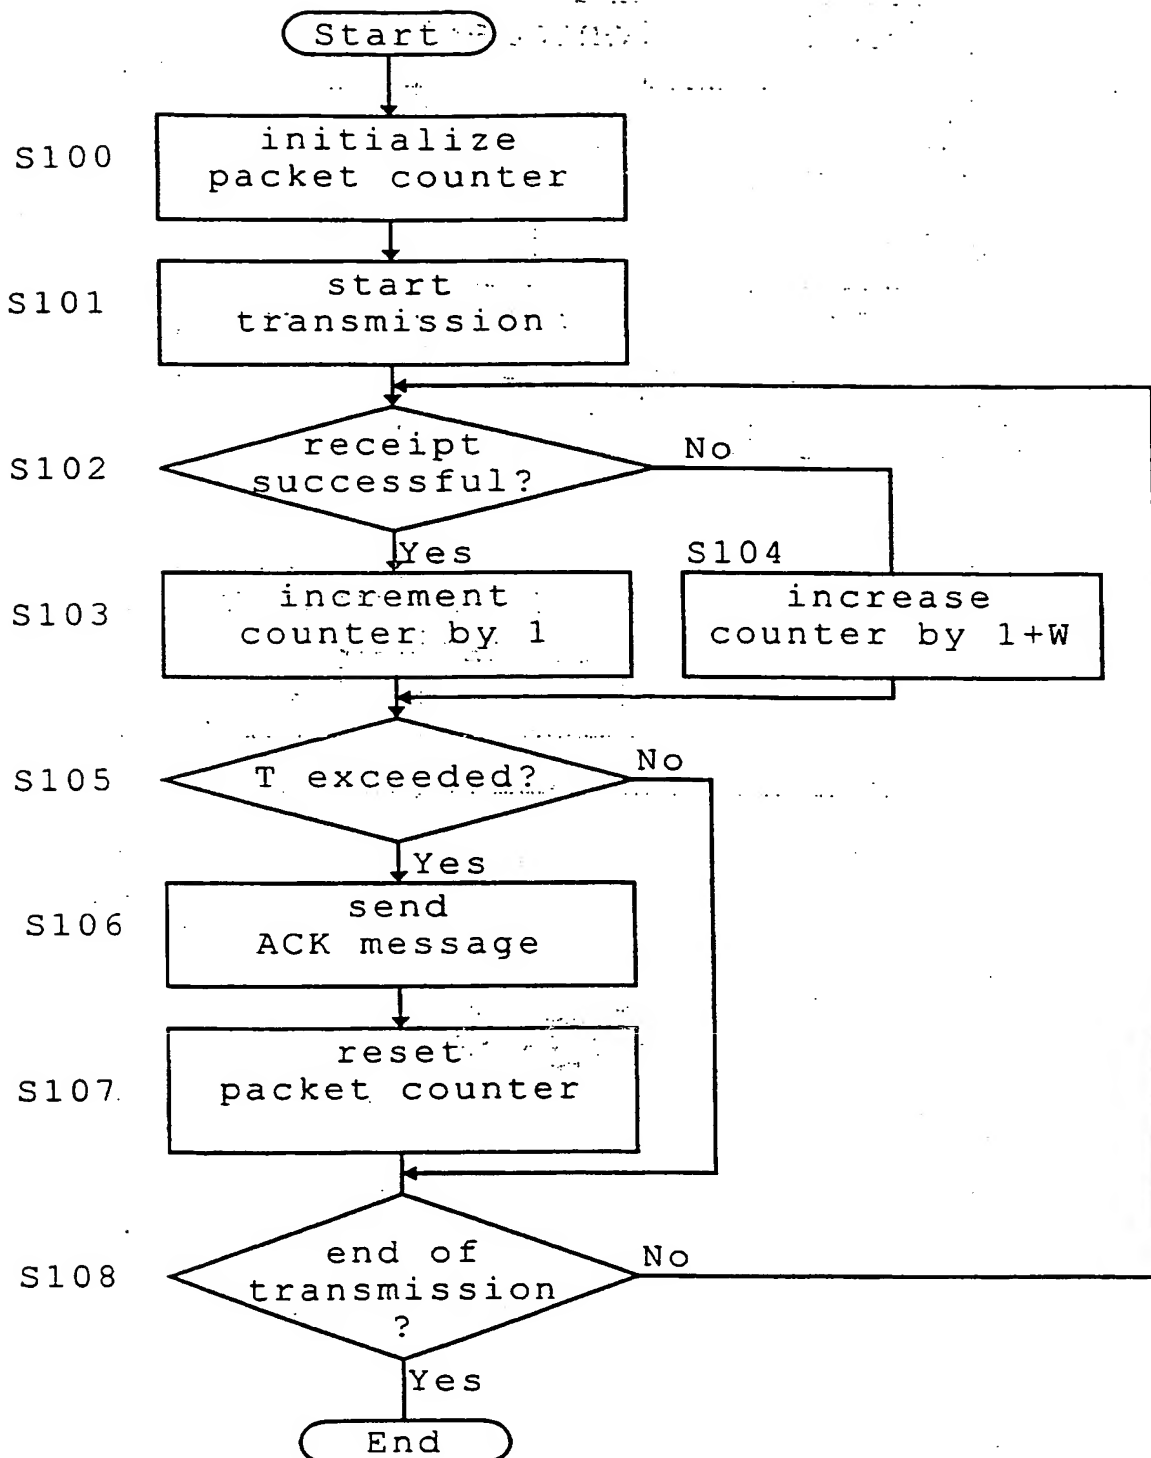 Start
S100
initialize
packet counter
S101
start
transmission
S102
receipt
successful?
No
Yes
S103
increment
counter by 1
S104
increase
counter by 1+W
S105
T exceeded?
No
Yes
S106
send
ACK message
S107
reset
packet counter
S108
end of
transmission
?
No
Yes
End